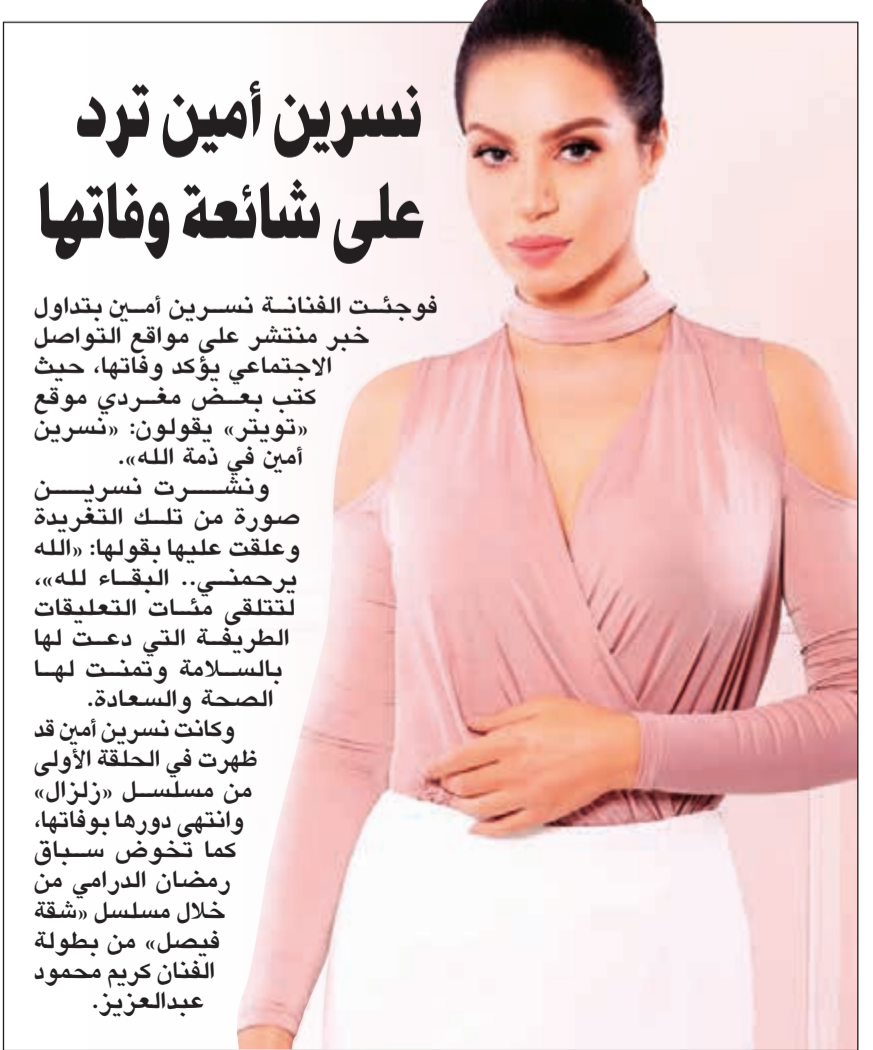 نسرين أمين ترد
على شائعة وفاتها
فوجئت الفنانة نسرين أمين بتداول
خبر منتشر على مواقع التواصل
الاجتماعي يؤكد وفاتها، حيث
كتب بعض مغردي موقع
«تويتر» يقولون: «نسرين
أمين في ذمة الله».
ونشرت نسرين
صورة من تلك التغريدة
وعلقت عليها بقولها: «الله
يرحمني.. البقاء لله»،
لتتلقى مئات التعليقات
الطريفة التي دعت لها
بالسلامة وتمنت لها
الصحة والسعادة.
وكانت نسرين أمين قد
ظهرت في الحلقة الأولى
من مسلسل «زلزال»
وانتهى دورها بوفاتها،
كما تخوض سباق
رمضان الدرامي من
خلال مسلسل «شقة
فيصل» من بطولة
الفنان كريم محمود
عبدالعزيز.